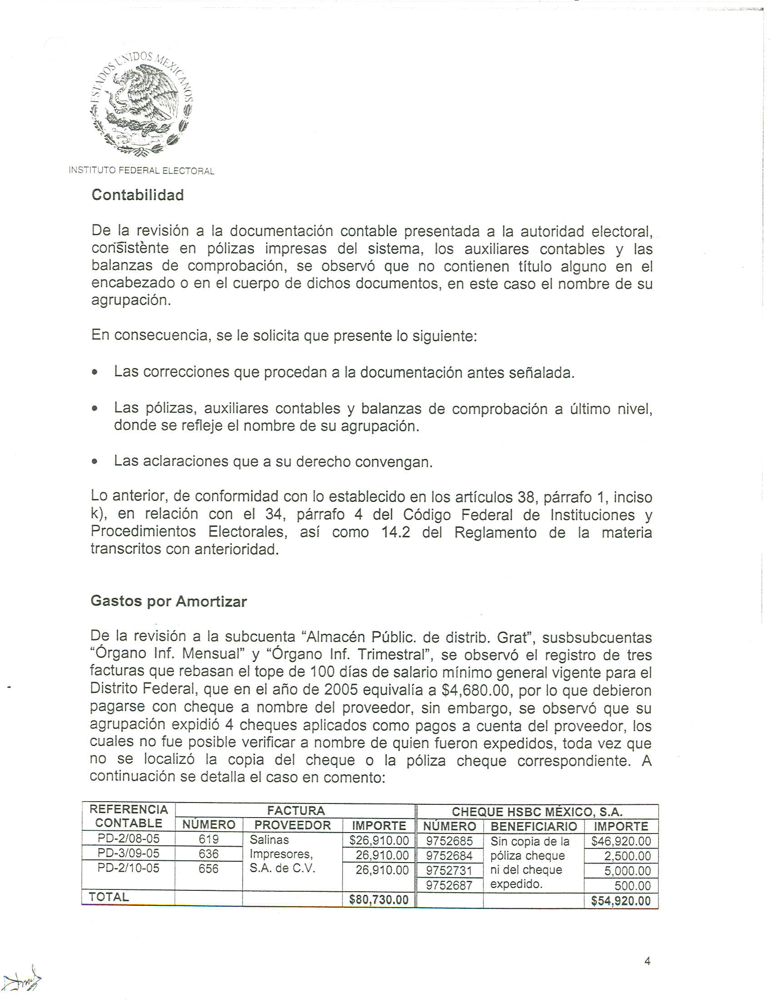 ESTADOS UNIDOS MEXICANOS
INSTITUTO FEDERAL ELECTORAL
Contabilidad
De la revisión a la documentación contable presentada a la autoridad electoral,
consistente en pólizas impresas del sistema, los auxiliares contables y las
balanzas de comprobación, se observó que no contienen título alguno en el
encabezado o en el cuerpo de dichos documentos, en este caso el nombre de su
agrupación.
En consecuencia, se le solicita que presente lo siguiente:
• Las correcciones que procedan a la documentación antes señalada.
• Las pólizas, auxiliares contables y balanzas de comprobación a último nivel,
donde se refleje el nombre de su agrupación.
• Las aclaraciones que a su derecho convengan.
Lo anterior, de conformidad con lo establecido en los artículos 38, párrafo 1, inciso
k), en relación con el 34, párrafo 4 del Código Federal de Instituciones y
Procedimientos Electorales, así como 14.2 del Reglamento de la materia
transcritos con anterioridad.
Gastos por Amortizar
De la revisión a la subcuenta “Almacén Públic. de distrib. Grat”, susbsubcuentas
“Órgano Inf. Mensual” y “Órgano Inf. Trimestral”, se observó el registro de tres
facturas que rebasan el tope de 100 días de salario mínimo general vigente para el
Distrito Federal, que en el año de 2005 equivalía a $4,680.00, por lo que debieron
pagarse con cheque a nombre del proveedor, sin embargo, se observó que su
agrupación expidió 4 cheques aplicados como pagos a cuenta del proveedor, los
cuales no fue posible verificar a nombre de quien fueron expedidos, toda vez que
no se localizó la copia del cheque o la póliza cheque correspondiente. A
continuación se detalla el caso en comento:
REFERENCIA FACTURA CHEQUE HSBC MÉXICO, S.A.
CONTABLE NÚMERO PROVEEDOR IMPORTE NÚMERO BENEFICIARIO IMPORTE
PD-2/08-05 619 Salinas $26,910.00 9752685 Sin copia de la $46,920.00
PD-3/09-05 636 Impresores, 26,910.00 9752684 póliza cheque 2,500.00
PD-2/10-05 656 S.A. de C.V. 26,910.00 9752731 ni del cheque 5,000.00
9752687 expedido. 500.00
TOTAL $80,730.00 $54,920.00
4